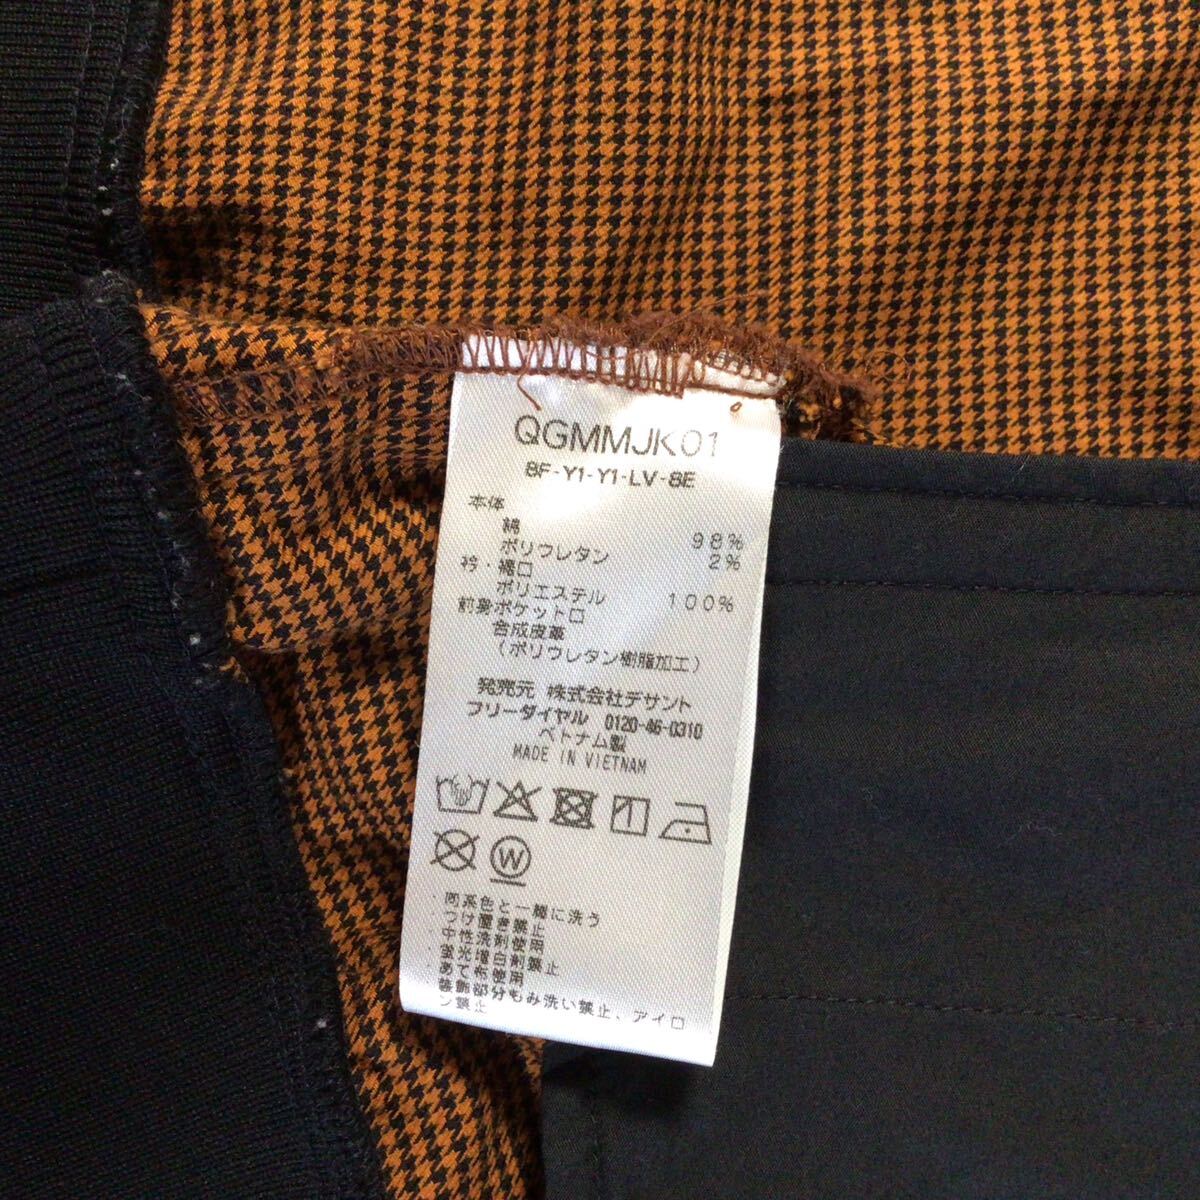 QGMMJK01
8F-Y1-Y1-LV-8E
本体
綿 98%
ポリウレタン 2%
衿・裾口
ポリエステル 100%
前身ポケット口
合成皮革
(ポリウレタン樹脂加工)
発売元 株式会社デサント
フリーダイヤル 0120-46-0310
ベトナム製
MADE IN VIETNAM
W
・同系色と一緒に洗う
・つけ置き禁止
・中性洗剤使用
・蛍光増白剤禁止
・あて布使用
・装飾部分もみ洗い禁止、アイロ
ン禁止